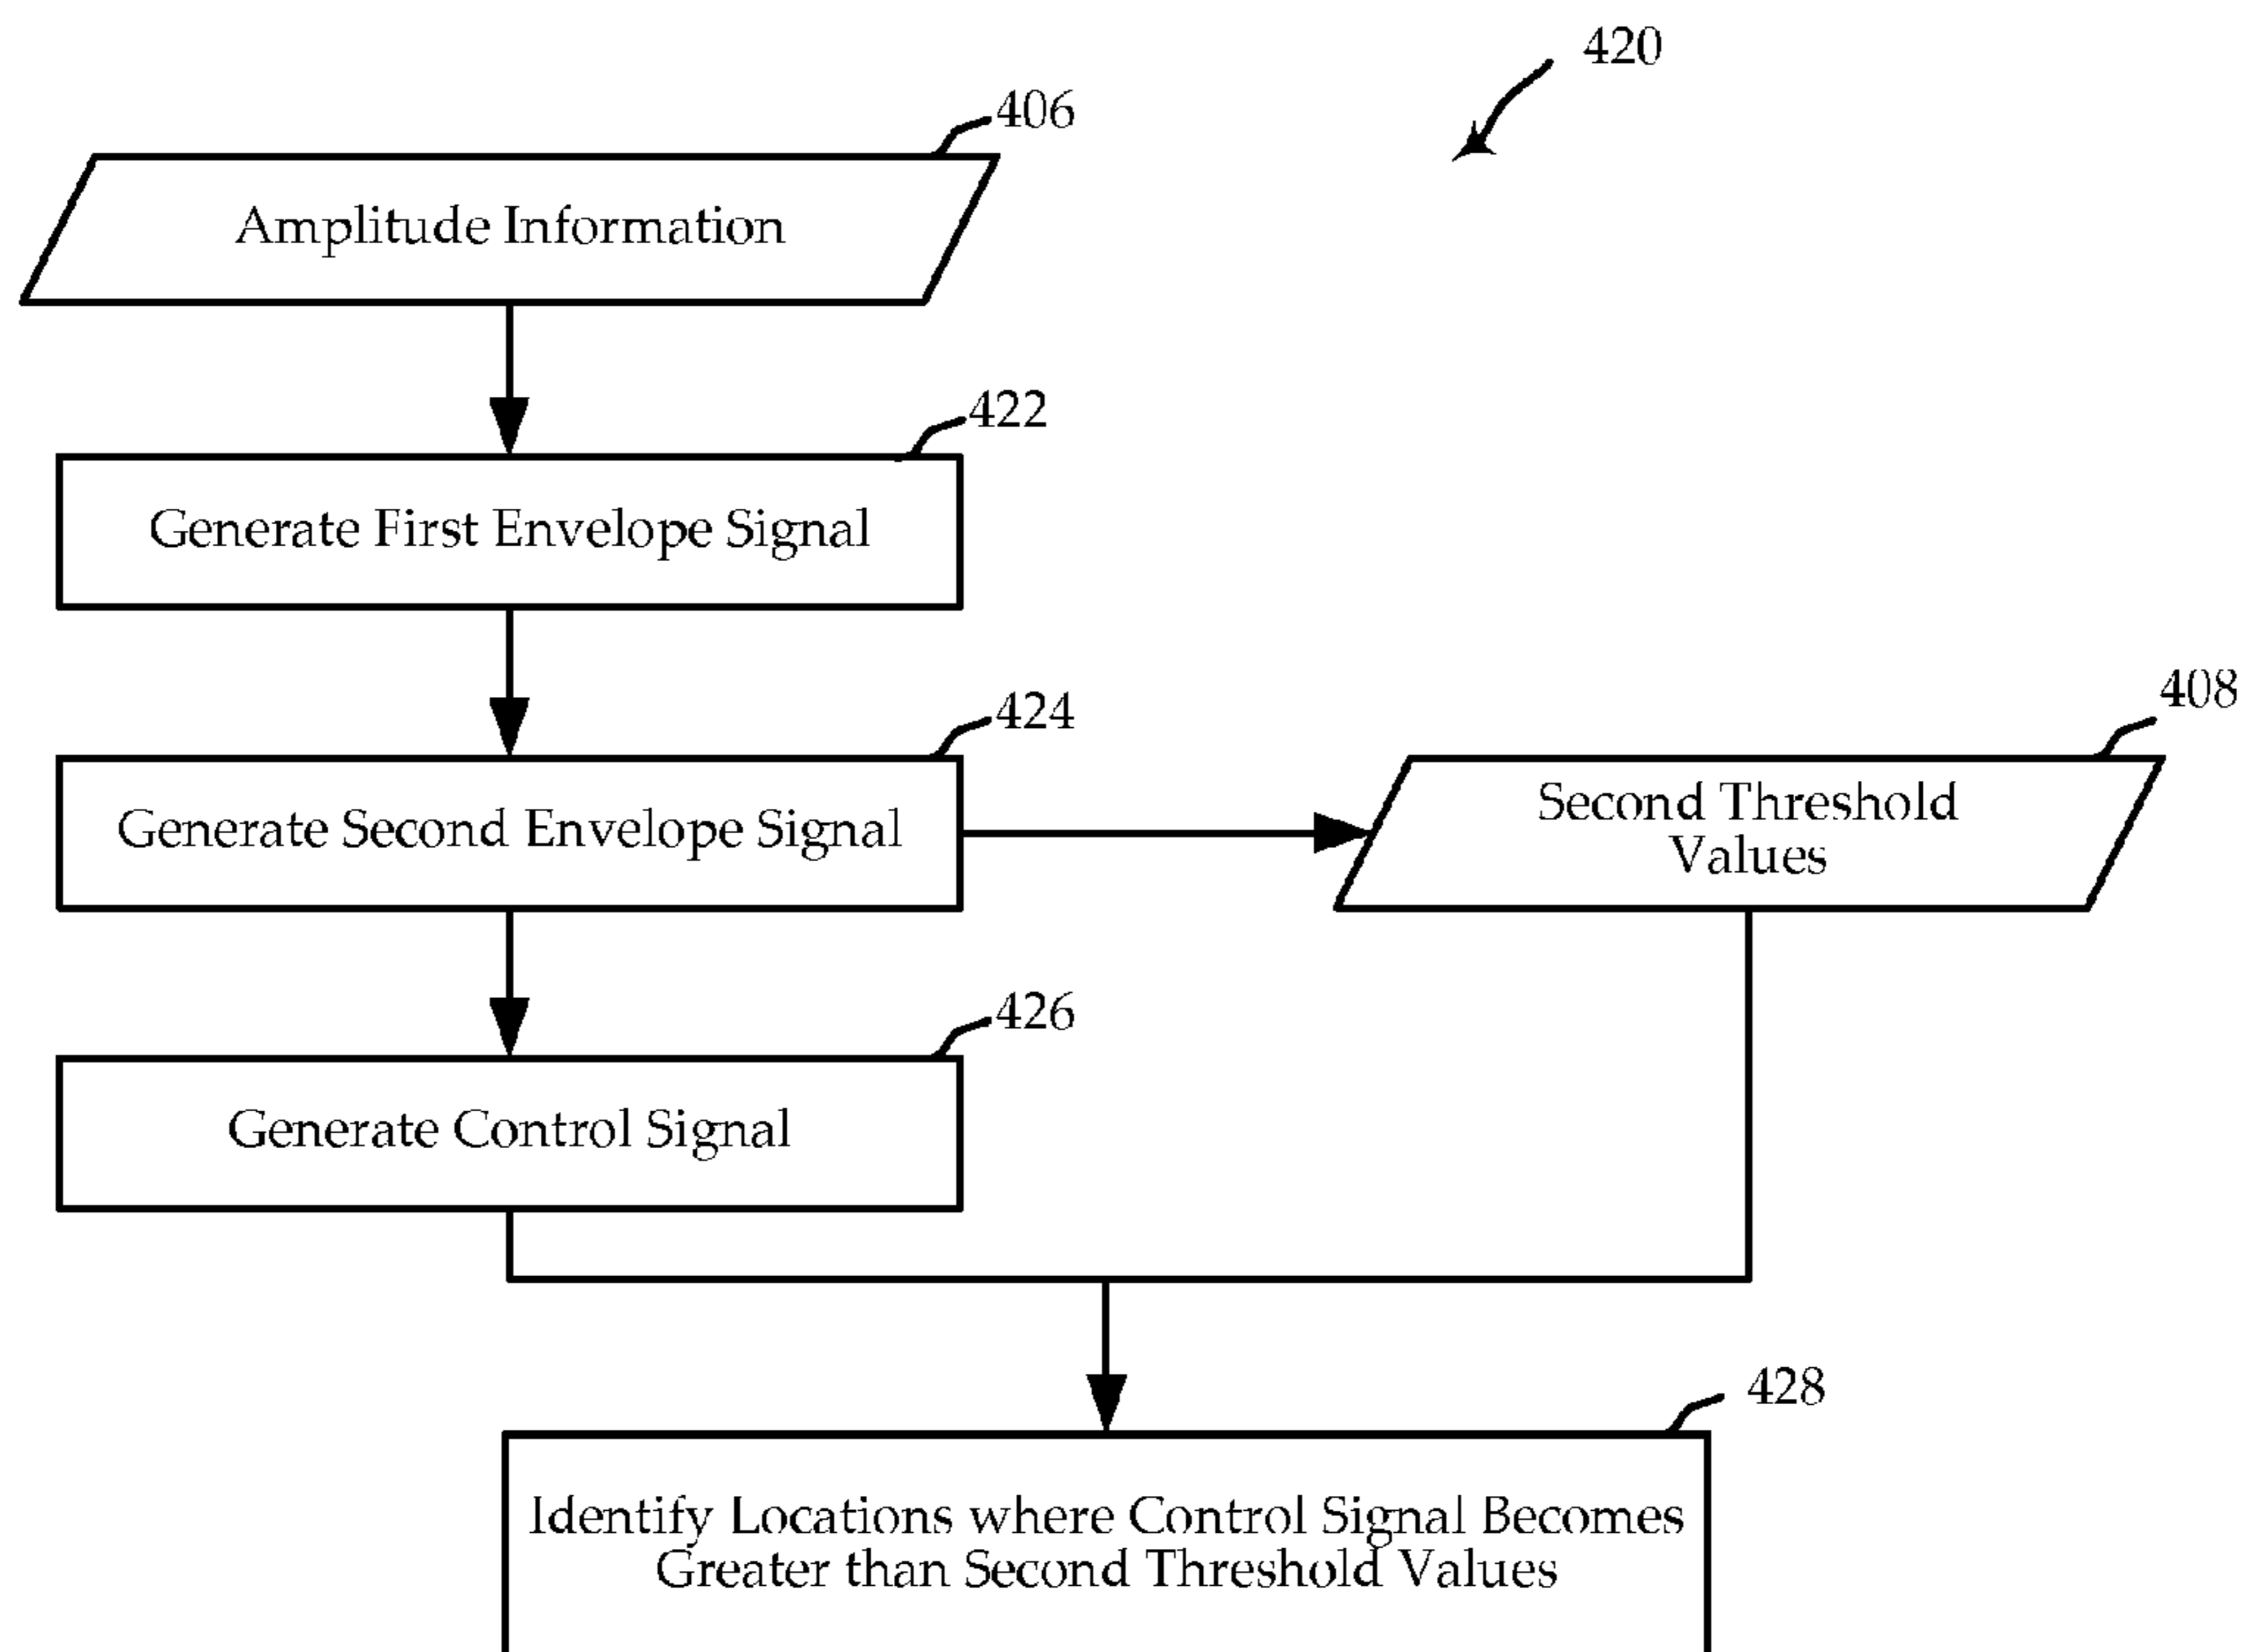 420
406
Amplitude Information
422
Generate First Envelope Signal
424
Generate Second Envelope Signal
408
Second Threshold
Values
426
Generate Control Signal
428
Identify Locations where Control Signal Becomes
Greater than Second Threshold Values